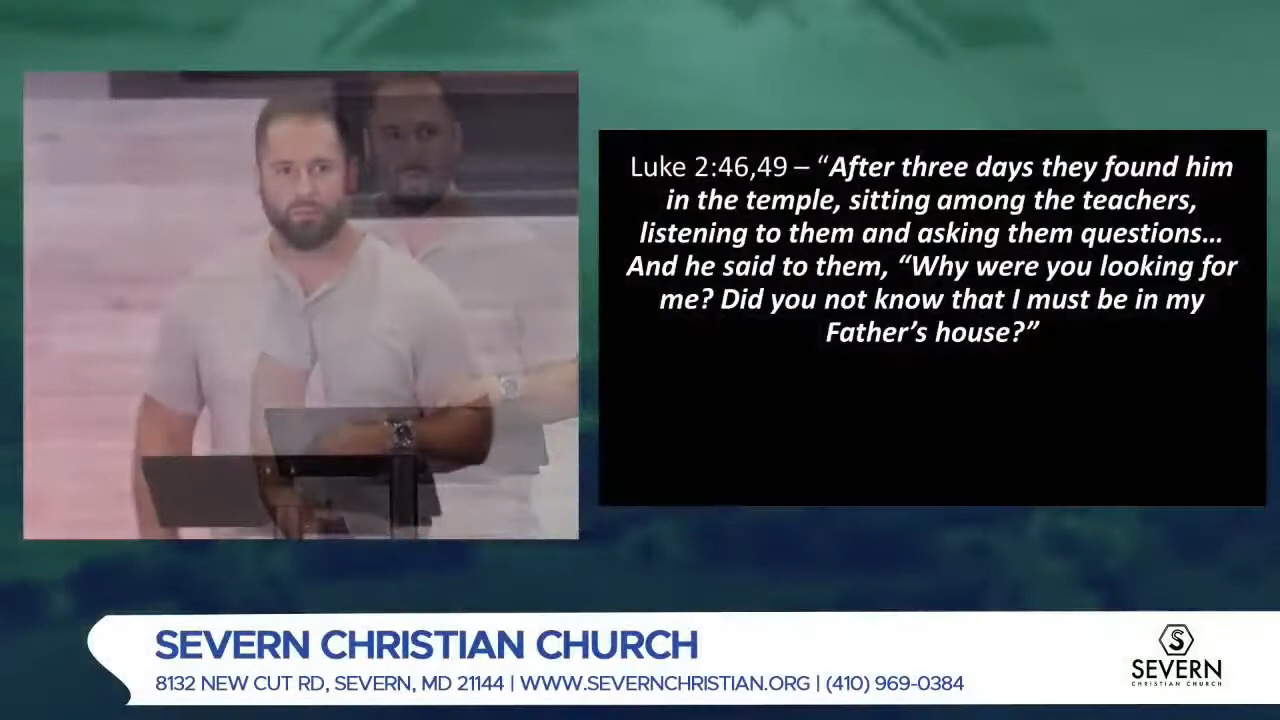 Luke 2:46,49 – “After three days they found him
in the temple, sitting among the teachers,
listening to them and asking them questions…
And he said to them, “Why were you looking for
me? Did you not know that I must be in my
Father’s house?”
SEVERN CHRISTIAN CHURCH
8132 NEW CUT RD, SEVERN, MD 21144 | WWW.SEVERNCHRISTIAN.ORG | (410) 969-0384
S
SEVERN
CHRISTIAN CHURCH